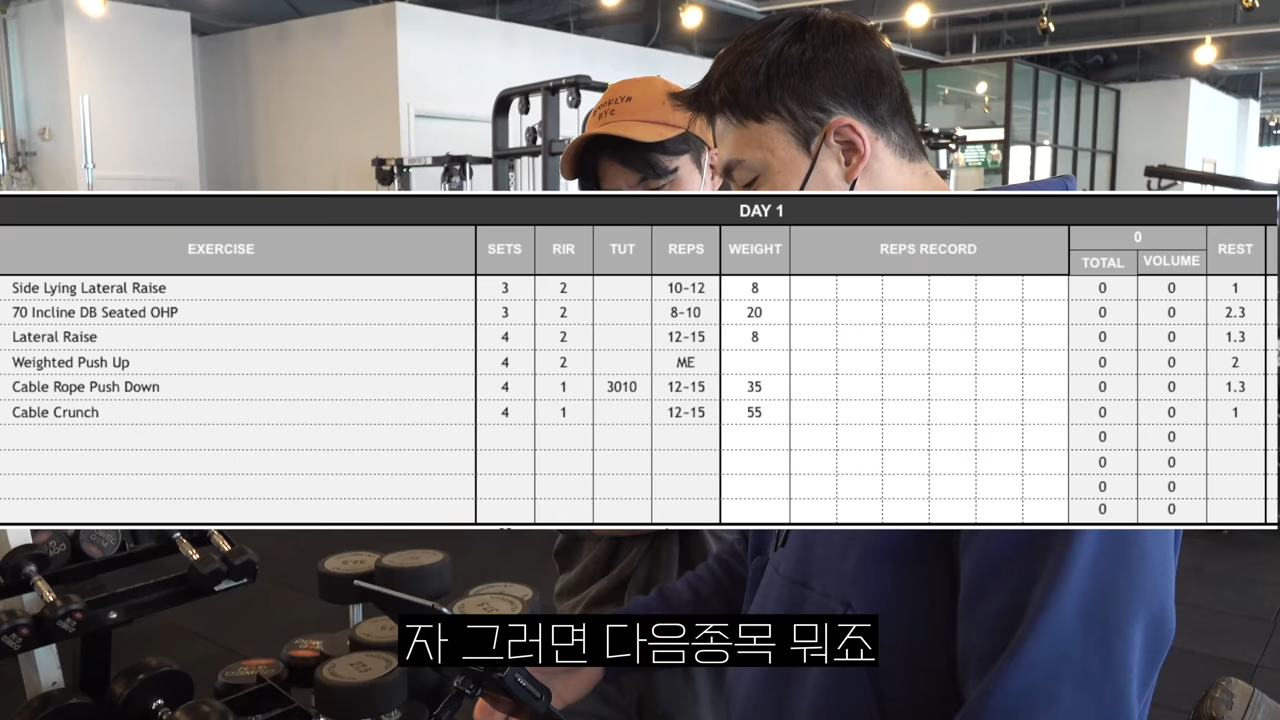 BROOKLYN
NYC
DAY 1
EXERCISE SETS RIR TUT REPS WEIGHT REPS RECORD 0 TOTAL VOLUME REST
Side Lying Lateral Raise 3 2 10~12 8 0 0 1
70 Incline DB Seated OHP 3 2 8~10 20 0 0 2.3
Lateral Raise 4 2 12~15 8 0 0 1.3
Weighted Push Up 4 2 ME 0 0 2
Cable Rope Push Down 4 1 3010 12~15 35 0 0 1.3
Cable Crunch 4 1 12~15 55 0 0 1
0 0
0 0
0 0
0 0
자 그러면 다음종목 뭐죠